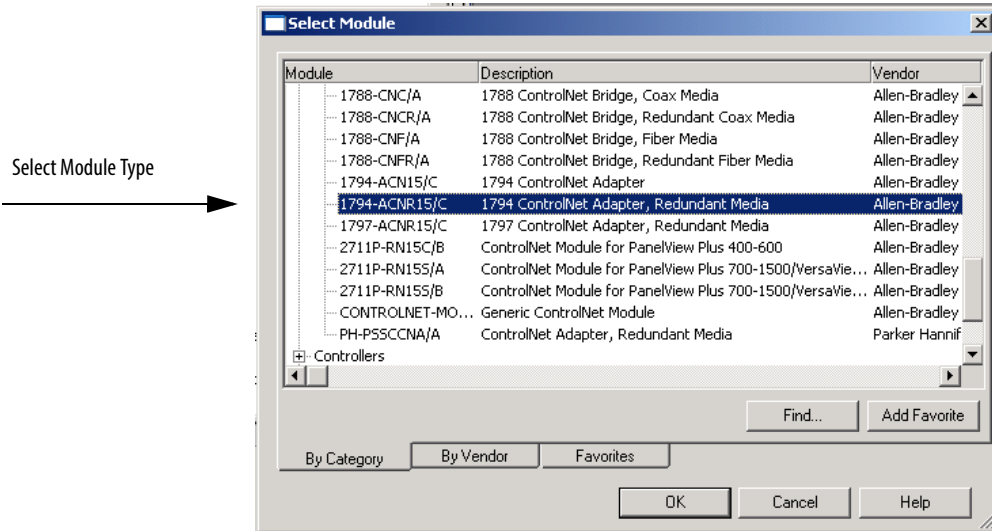 Select Module
Module Description Vendor
1788-CNC/A 1788 ControlNet Bridge, Coax Media Allen-Bradley
1788-CNCR/A 1788 ControlNet Bridge, Redundant Coax Media Allen-Bradley
1788-CNF/A 1788 ControlNet Bridge, Fiber Media Allen-Bradley
1788-CNFR/A 1788 ControlNet Bridge, Redundant Fiber Media Allen-Bradley
Select Module Type
1794-ACN15/C 1794 ControlNet Adapter Allen-Bradley
1794-ACNR15/C 1794 ControlNet Adapter, Redundant Media Allen-Bradley
1797-ACNR15/C 1797 ControlNet Adapter, Redundant Media Allen-Bradley
2711P-RN15C/B ControlNet Module for PanelView Plus 400-600 Allen-Bradley
2711P-RN15S/A ControlNet Module for PanelView Plus 700-1500/VersaVie... Allen-Bradley
2711P-RN15S/B ControlNet Module for PanelView Plus 700-1500/VersaVie... Allen-Bradley
CONTROLNET-MO... Generic ControlNet Module Allen-Bradley
PH-PSSCCNA/A ControlNet Adapter, Redundant Media Parker Hannif
Controllers
Find... Add Favorite
By Category By Vendor Favorites
OK Cancel Help